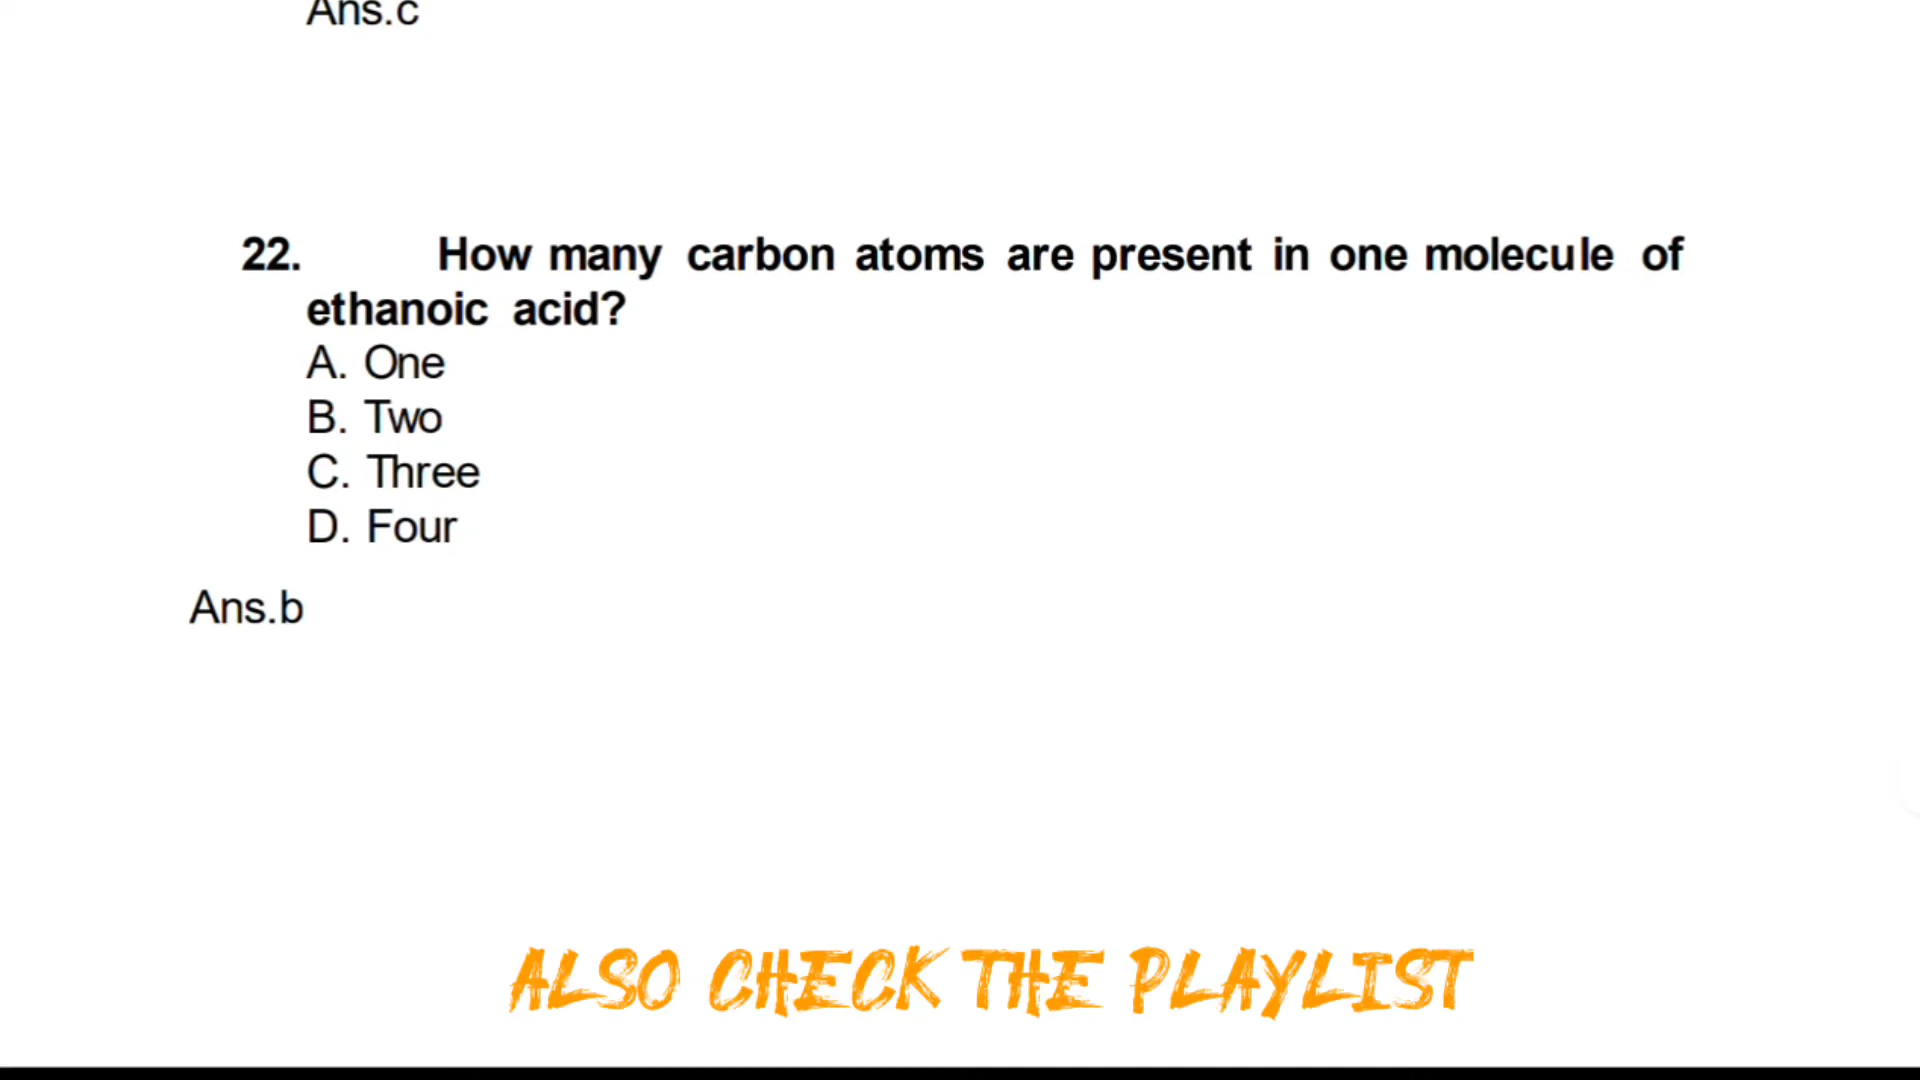 Ans.c
22. How many carbon atoms are present in one molecule of
ethanoic acid?
A. One
B. Two
C. Three
D. Four
Ans.b
ALSO CHECK THE PLAYLIST